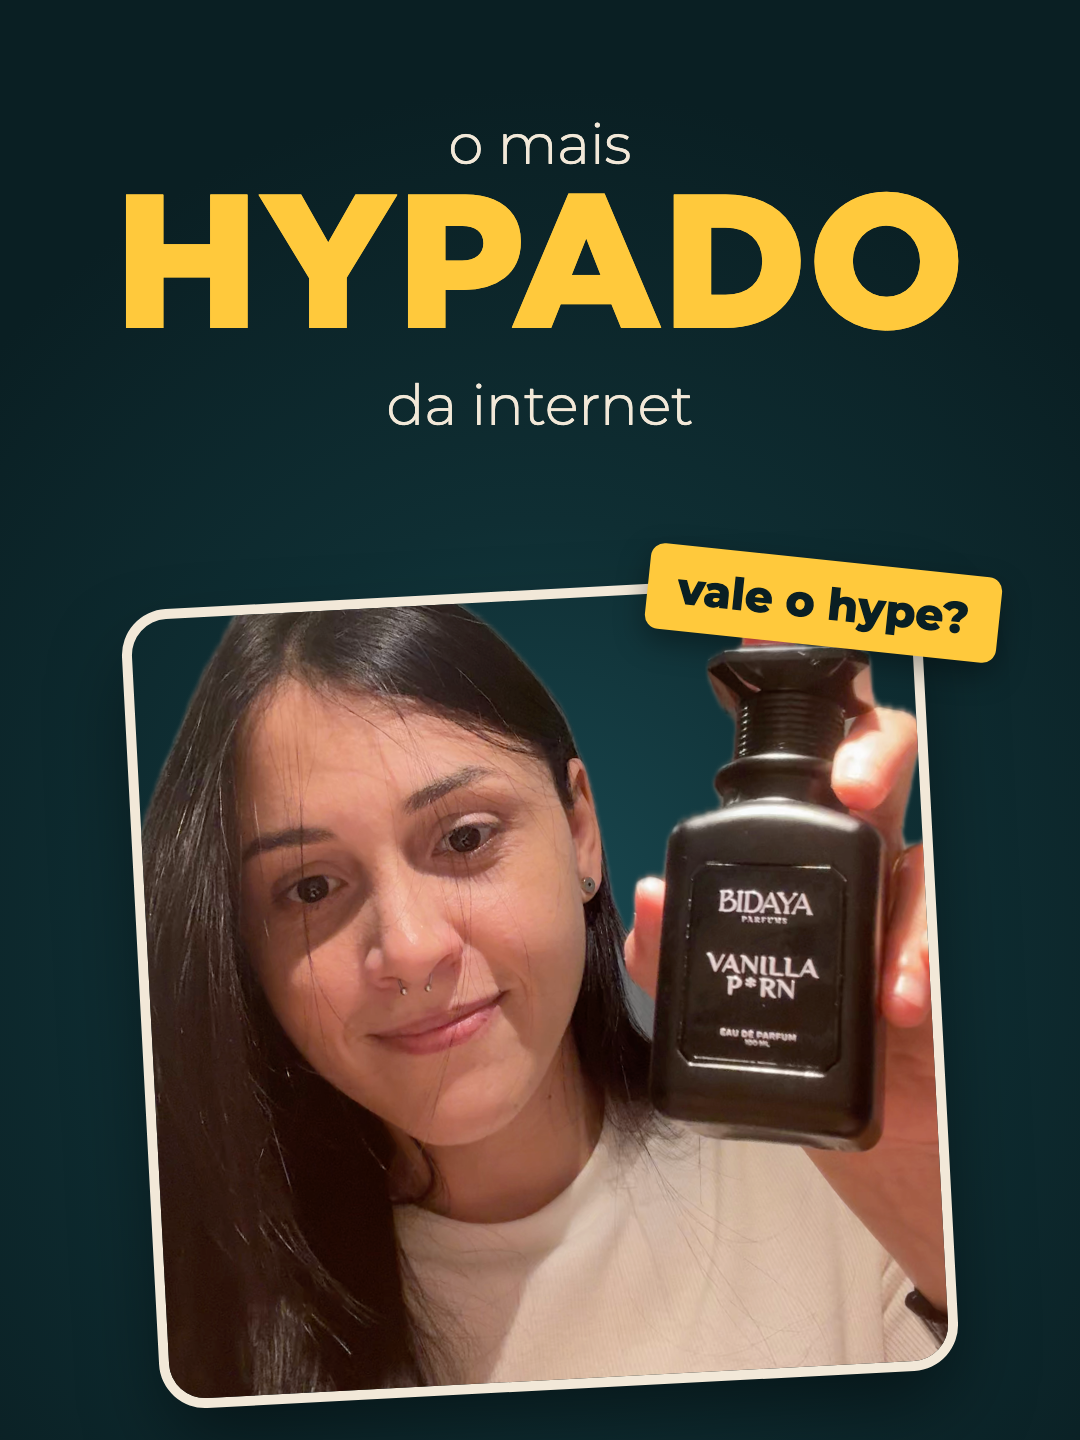 o mais
HYPADO
da internet
vale o hype?
BIDAYA
PARFUMS
VANILLA
P*RN
EAU DE PARFUM
100 ML